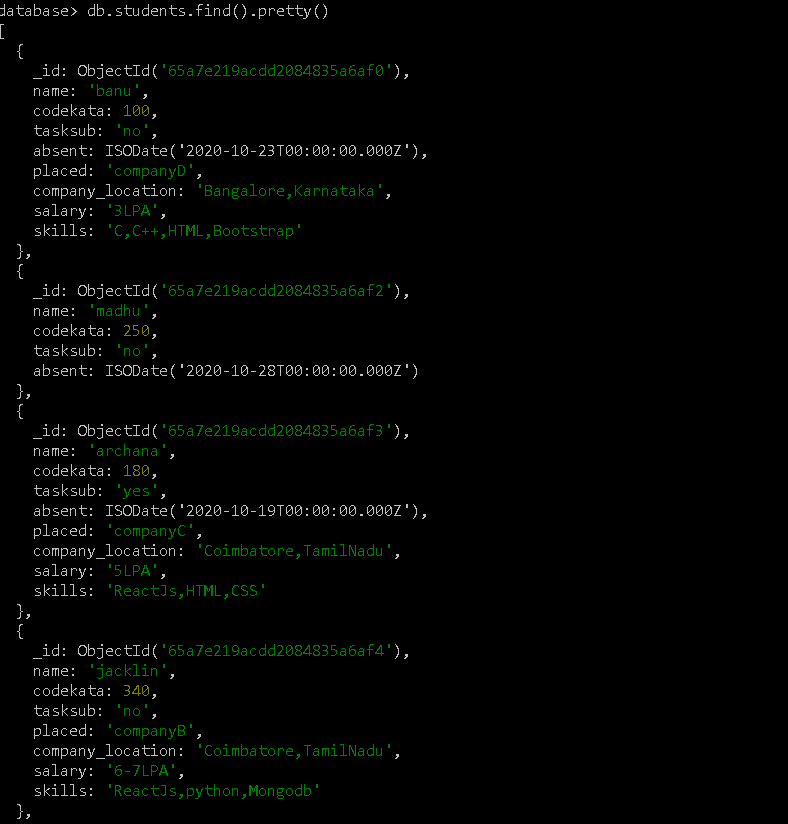 database> db.students.find().pretty()
[
  {
    _id: ObjectId('65a7e219acdd2084835a6af0'),
    name: 'banu',
    codekata: 100,
    tasksub: 'no',
    absent: ISODate('2020-10-23T00:00:00.000Z'),
    placed: 'companyD',
    company_location: 'Bangalore,Karnataka',
    salary: '3LPA',
    skills: 'C,C++,HTML,Bootstrap'
  },
  {
    _id: ObjectId('65a7e219acdd2084835a6af2'),
    name: 'madhu',
    codekata: 250,
    tasksub: 'no',
    absent: ISODate('2020-10-28T00:00:00.000Z')
  },
  {
    _id: ObjectId('65a7e219acdd2084835a6af3'),
    name: 'archana',
    codekata: 180,
    tasksub: 'yes',
    absent: ISODate('2020-10-19T00:00:00.000Z'),
    placed: 'companyC',
    company_location: 'Coimbatore,TamilNadu',
    salary: '5LPA',
    skills: 'ReactJs,HTML,CSS'
  },
  {
    _id: ObjectId('65a7e219acdd2084835a6af4'),
    name: 'jacklin',
    codekata: 340,
    tasksub: 'no',
    placed: 'companyB',
    company_location: 'Coimbatore,TamilNadu',
    salary: '6-7LPA',
    skills: 'ReactJs,python,Mongodb'
  },